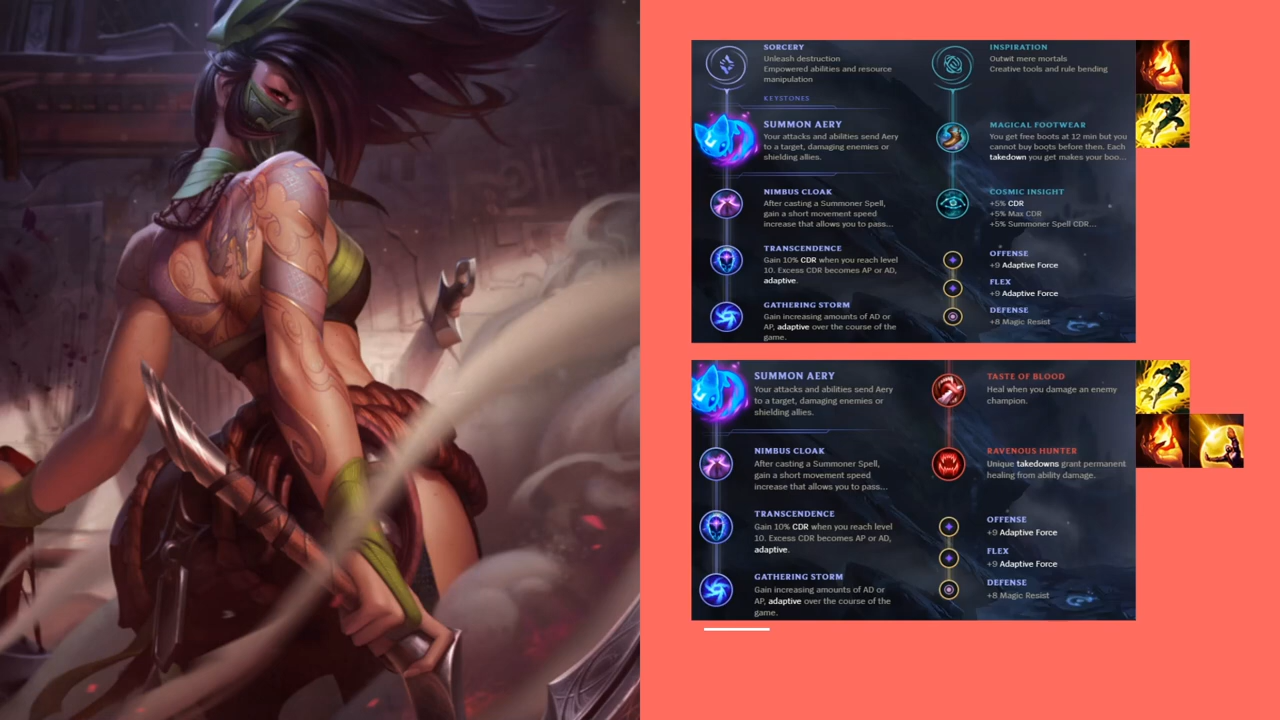 SORCERY
Unleash destruction
Empowered abilities and resource
manipulation
KEYSTONES
SUMMON AERY
Your attacks and abilities send Aery
to a target, damaging enemies or
shielding allies.
NIMBUS CLOAK
After casting a Summoner Spell,
gain a short movement speed
increase that allows you to pass...
TRANSCENDENCE
Gain 10% CDR when you reach level
10. Excess CDR becomes AP or AD,
adaptive.
GATHERING STORM
Gain increasing amounts of AD or
AP, adaptive over the course of the
game.
INSPIRATION
Outwit mere mortals
Creative tools and rule bending
MAGICAL FOOTWEAR
You get free boots at 12 min but you
cannot buy boots before then. Each
takedown you get makes your boo...
COSMIC INSIGHT
+5% CDR
+5% Max CDR
+5% Summoner Spell CDR...
OFFENSE
+9 Adaptive Force
FLEX
+9 Adaptive Force
DEFENSE
+8 Magic Resist
SUMMON AERY
Your attacks and abilities send Aery
to a target, damaging enemies or
shielding allies.
NIMBUS CLOAK
After casting a Summoner Spell,
gain a short movement speed
increase that allows you to pass...
TRANSCENDENCE
Gain 10% CDR when you reach level
10. Excess CDR becomes AP or AD,
adaptive.
GATHERING STORM
Gain increasing amounts of AD or
AP, adaptive over the course of the
game.
TASTE OF BLOOD
Heal when you damage an enemy
champion.
RAVENOUS HUNTER
Unique takedowns grant permanent
healing from ability damage.
OFFENSE
+9 Adaptive Force
FLEX
+9 Adaptive Force
DEFENSE
+8 Magic Resist